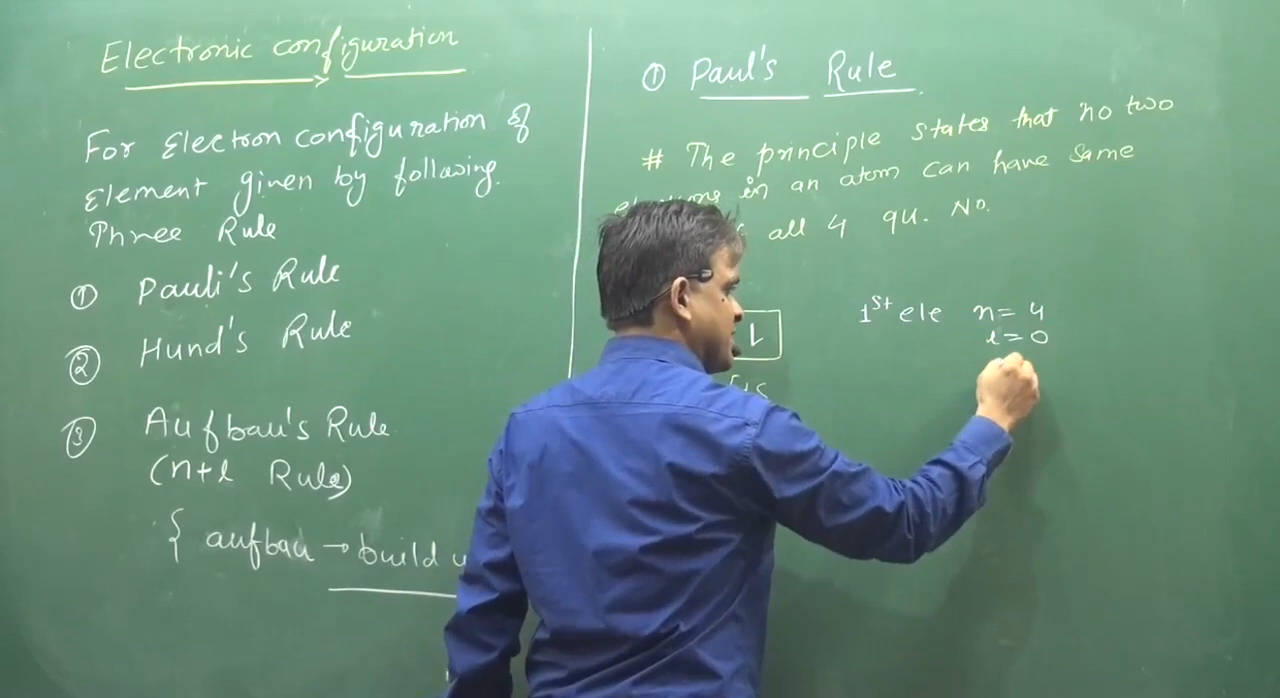 Electronic configuration
For Electron configuration of
Element given by following.
Three Rule
① Pauli's Rule
② Hund's Rule
③ Aufbau's Rule
(n+l Rule)
{ aufbau → build u
① Paul's Rule
# The principle states that no two
in an atom can have same
all 4 qu. No.
1st ele n= 4
l = 0